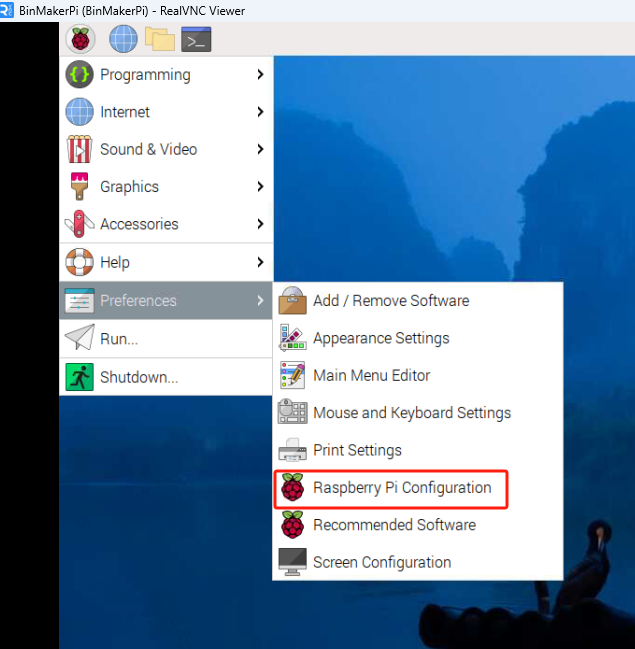 BinMakerPi (BinMakerPi) - RealVNC Viewer
Programming
Internet
Sound & Video
Graphics
Accessories
Help
Preferences
Run...
Shutdown...
Add / Remove Software
Appearance Settings
Main Menu Editor
Mouse and Keyboard Settings
Print Settings
Raspberry Pi Configuration
Recommended Software
Screen Configuration